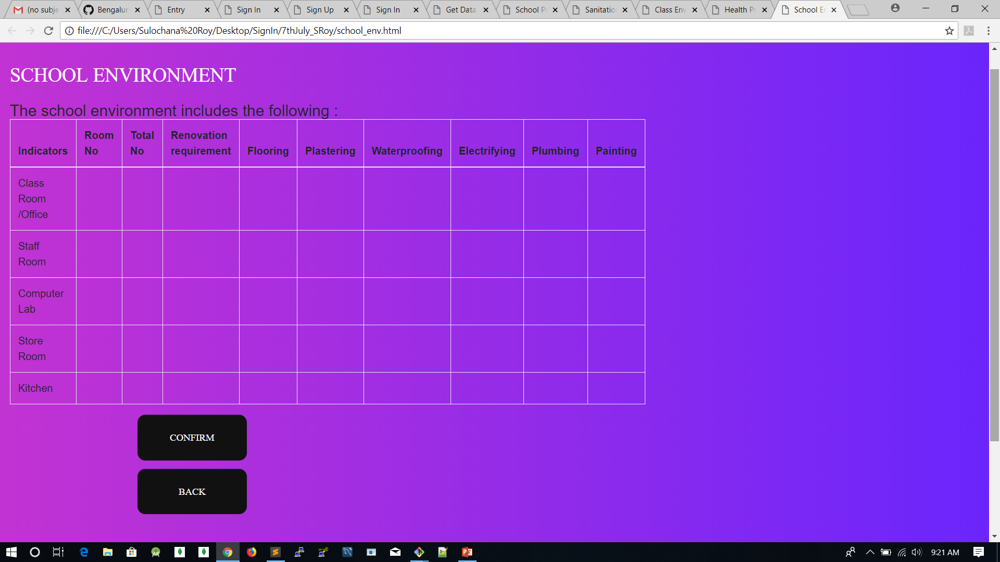 (no subje
Bengalur
Entry
Sign In
Sign Up
Sign In
Get Data
School P
Sanitatio
Class Env
Health Pr
School E
file:///C:/Users/Sulochana%20Roy/Desktop/SignIn/7thJuly_SRoy/school_env.html
SCHOOL ENVIRONMENT
The school environment includes the following :
Indicators
Room No
Total No
Renovation requirement
Flooring
Plastering
Waterproofing
Electrifying
Plumbing
Painting
Class
Room
/Office
Staff
Room
Computer
Lab
Store
Room
Kitchen
CONFIRM
BACK
9:21 AM